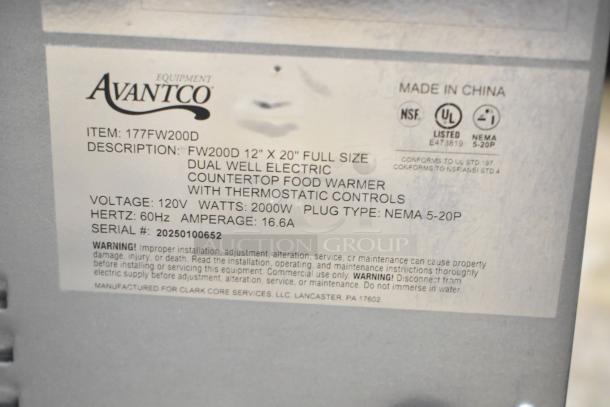 EQUIPMENT
AVANTCO
MADE IN CHINA
NSF
UL
LISTED
E473819
NEMA
5-20P
CONFORMS TO UL STD 197
CONFORMS TO NSF/ANSI STD 4
ITEM: 177FW200D
DESCRIPTION: FW200D 12" X 20" FULL SIZE
DUAL WELL ELECTRIC
COUNTERTOP FOOD WARMER
WITH THERMOSTATIC CONTROLS
VOLTAGE: 120V WATTS: 2000W PLUG TYPE: NEMA 5-20P
HERTZ: 60Hz AMPERAGE: 16.6A
SERIAL #: 20250100652
AUCTION GROUP
WARNING! Improper installation, adjustment, alteration, service, or maintenance can cause property
damage, injury, or death. Read the installation, operating, and maintenance instructions thoroughly
before installing or servicing this equipment. Commercial use only. WARNING! Disconnect from
electric supply before adjustment, alteration, service, or maintenance. Do not immerse in water.
MANUFACTURED FOR CLARK CORE SERVICES, LLC, LANCASTER, PA 17602